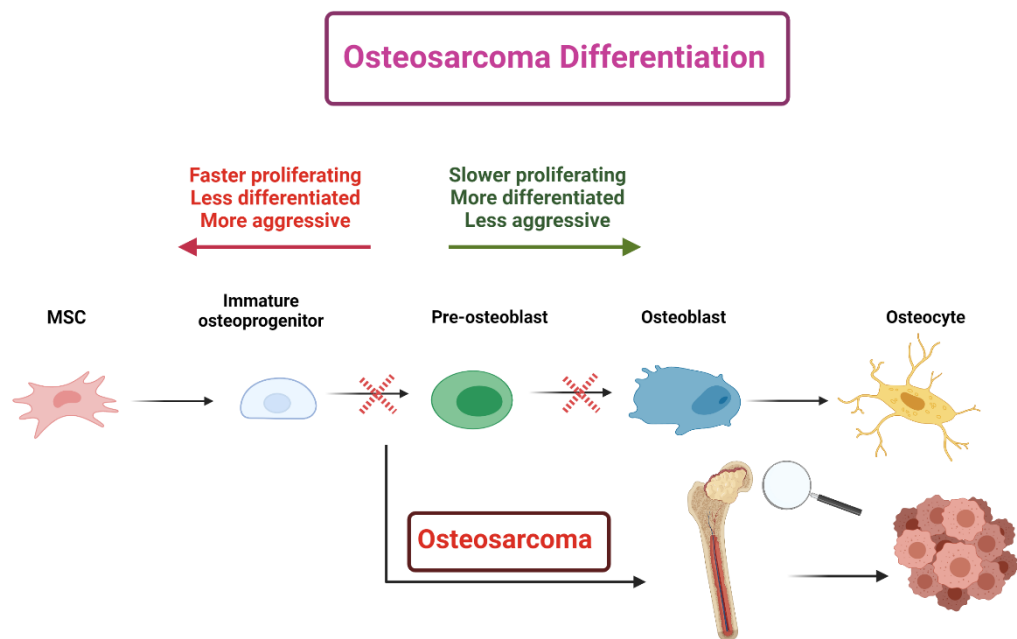 Osteosarcoma Differentiation
Faster proliferating
Less differentiated
More aggressive
Slower proliferating
More differentiated
Less aggressive
MSC
Immature
osteoprogenitor
Pre-osteoblast
Osteoblast
Osteocyte
Osteosarcoma